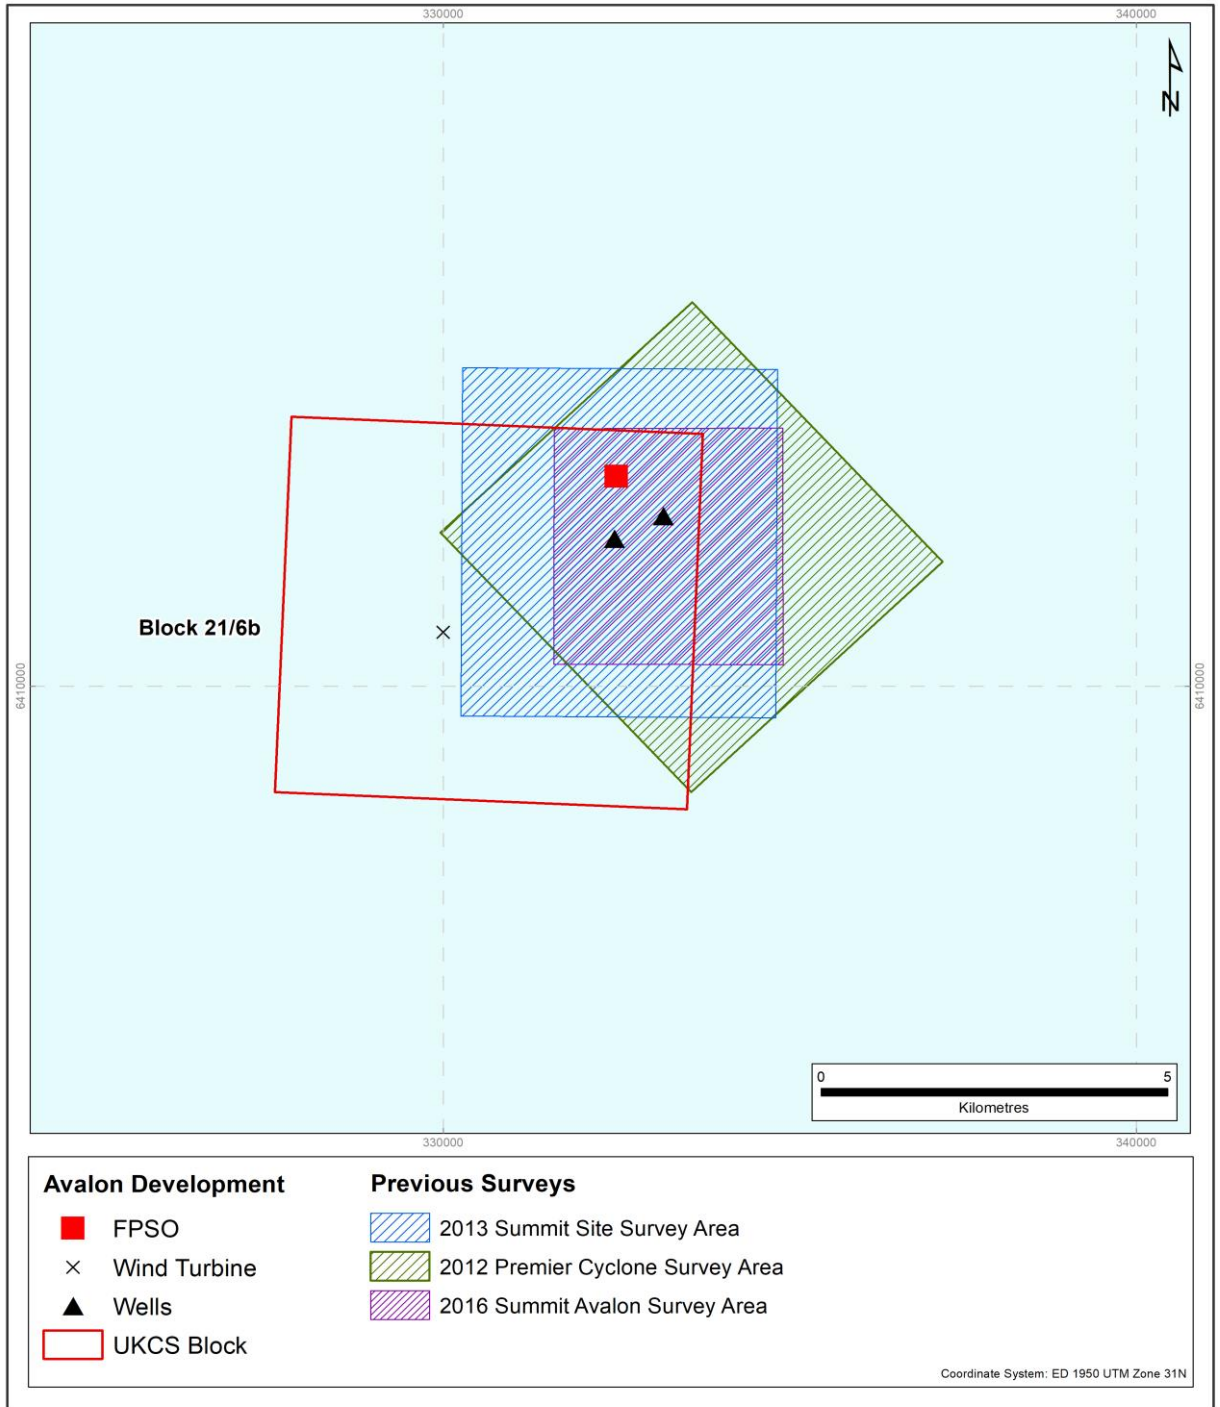 330000
340000
N
Block 21/6b
6410000
6410000
0
5
Kilometres
330000
340000
Avalon Development
FPSO
Wind Turbine
Wells
UKCS Block
Previous Surveys
2013 Summit Site Survey Area
2012 Premier Cyclone Survey Area
2016 Summit Avalon Survey Area
Coordinate System: ED 1950 UTM Zone 31N